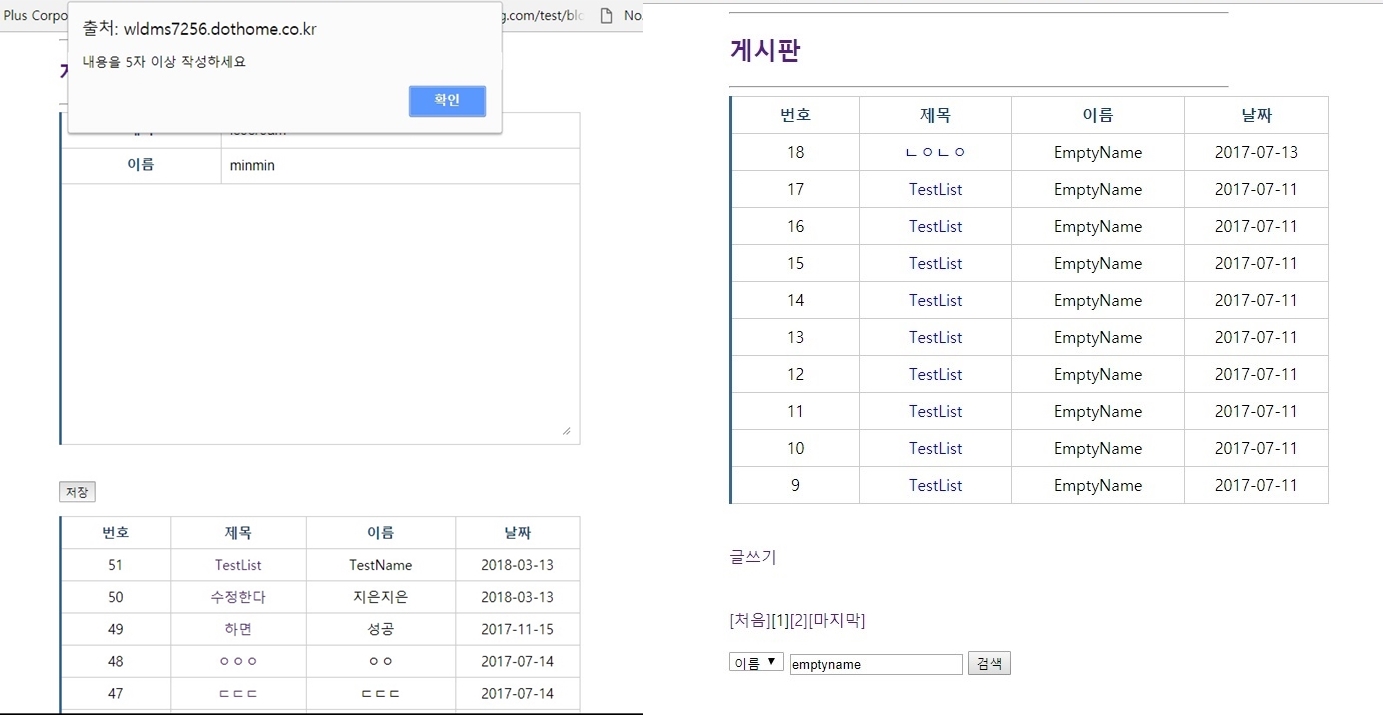 Plus Corpo
g.com/test/blo
No.
출처: wldms7256.dothome.co.kr
내용을 5자 이상 작성하세요
확인
이름 minmin
저장
번호 제목 이름 날짜
51 TestList TestName 2018-03-13
50 수정한다 지은지은 2018-03-13
49 하면 성공 2017-11-15
48 ㅇㅇㅇ ㅇㅇ 2017-07-14
47 ㄷㄷㄷ ㄷㄷㄷ 2017-07-14
게시판
번호 제목 이름 날짜
18 ㄴㅇㄴㅇ EmptyName 2017-07-13
17 TestList EmptyName 2017-07-11
16 TestList EmptyName 2017-07-11
15 TestList EmptyName 2017-07-11
14 TestList EmptyName 2017-07-11
13 TestList EmptyName 2017-07-11
12 TestList EmptyName 2017-07-11
11 TestList EmptyName 2017-07-11
10 TestList EmptyName 2017-07-11
9 TestList EmptyName 2017-07-11
글쓰기
[처음][1][2][마지막]
이름 ▼ emptyname 검색